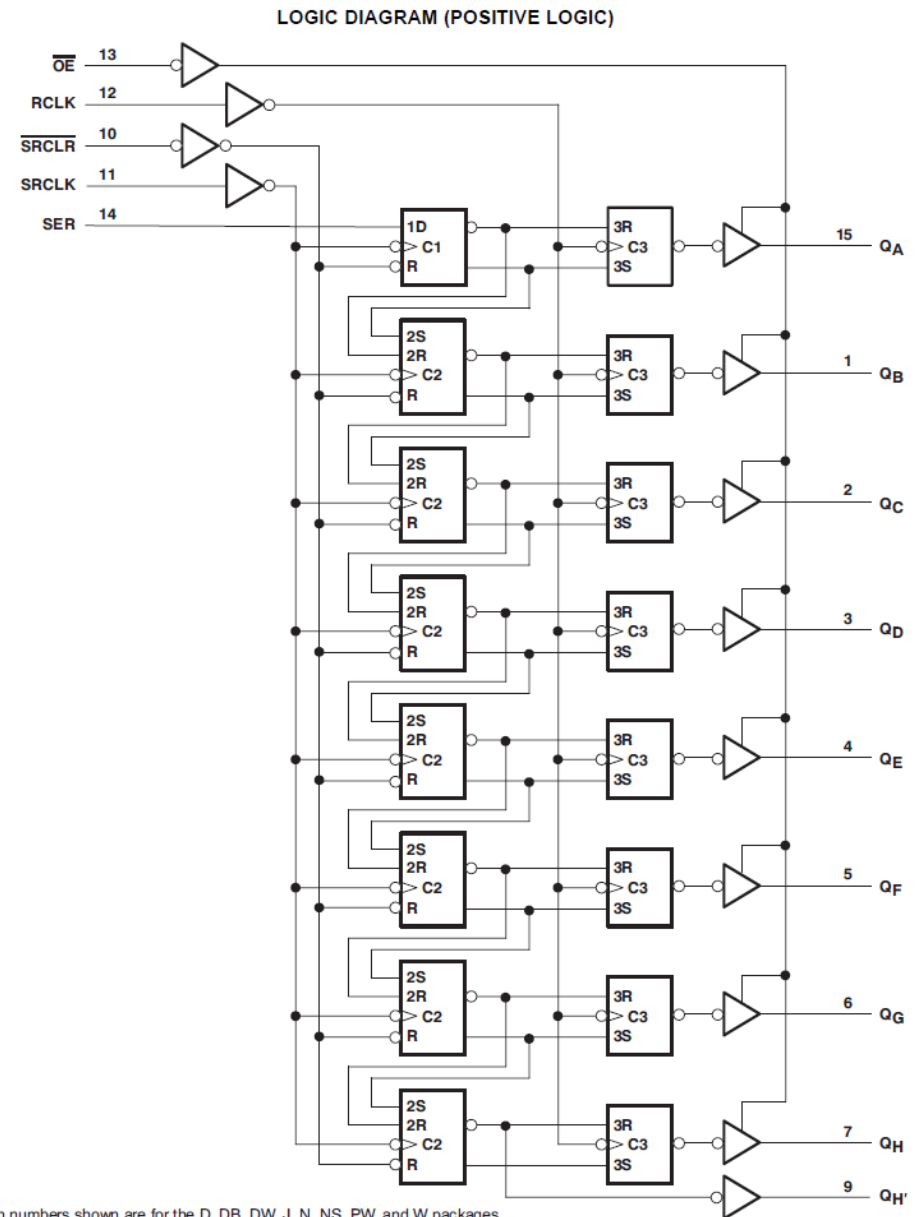 LOGIC DIAGRAM (POSITIVE LOGIC)
OE 13
RCLK 12
SRCLR 10
SRCLK 11
SER 14
1D
C1
R
3R
C3
3S
15 QA
2S
2R
C2
R
3R
C3
3S
1 QB
2S
2R
C2
R
3R
C3
3S
2 QC
2S
2R
C2
R
3R
C3
3S
3 QD
2S
2R
C2
R
3R
C3
3S
4 QE
2S
2R
C2
R
3R
C3
3S
5 QF
2S
2R
C2
R
3R
C3
3S
6 QG
2S
2R
C2
R
3R
C3
3S
7 QH
9 QH'
numbers shown are for the D, DB, DW, J, N, NS, PW, and W packages